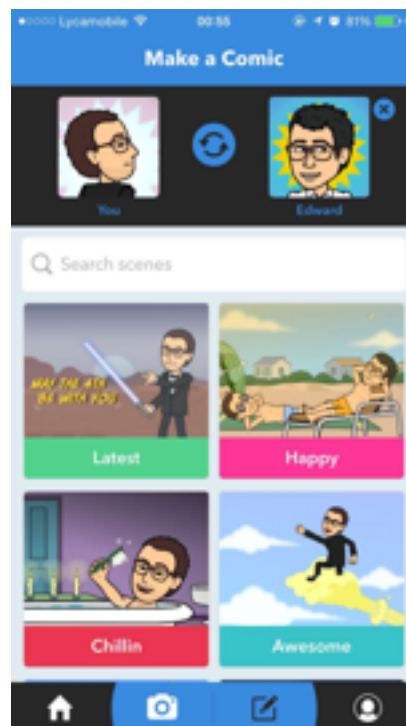 Lycamobile 00:55 81%
Make a Comic
You Edward
Search scenes
MAY THE 4TH
BE WITH YOU
Latest Happy
Chillin Awesome